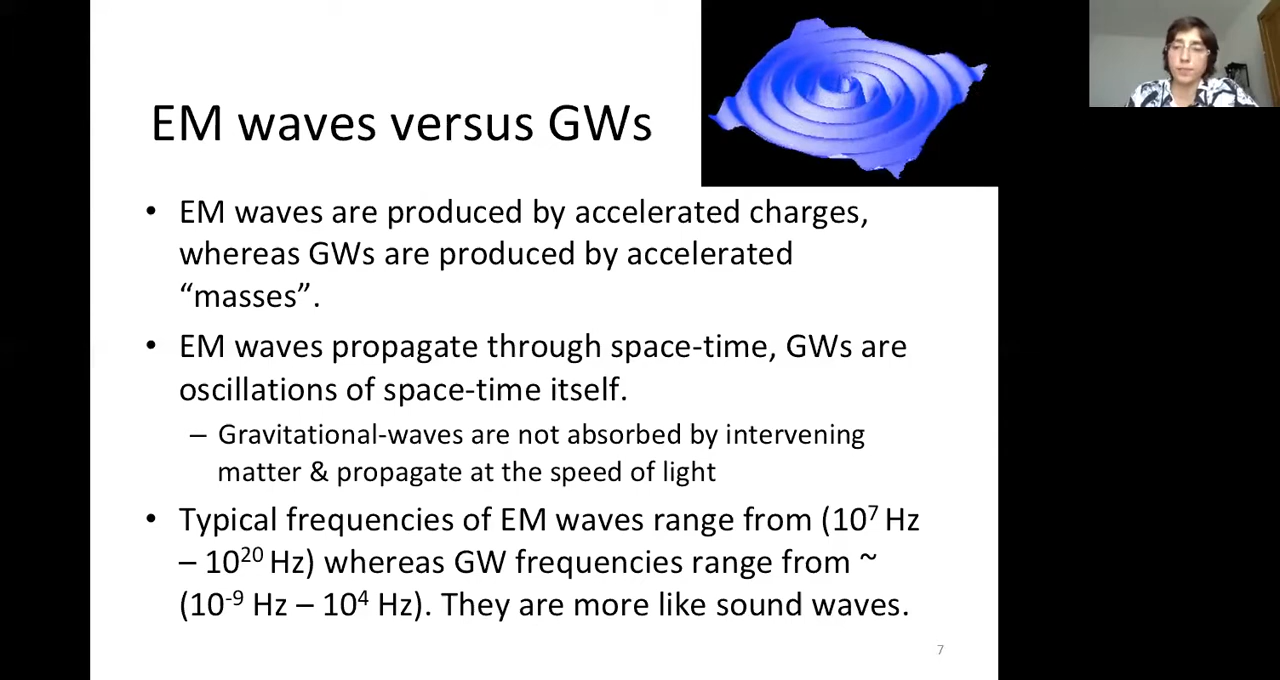 EM waves versus GWs
• EM waves are produced by accelerated charges,
whereas GWs are produced by accelerated
“masses”.
• EM waves propagate through space-time, GWs are
oscillations of space-time itself.
– Gravitational-waves are not absorbed by intervening
matter & propagate at the speed of light
• Typical frequencies of EM waves range from (10⁷ Hz
– 10²⁰ Hz) whereas GW frequencies range from ~
(10⁻⁹ Hz – 10⁴ Hz). They are more like sound waves.
7